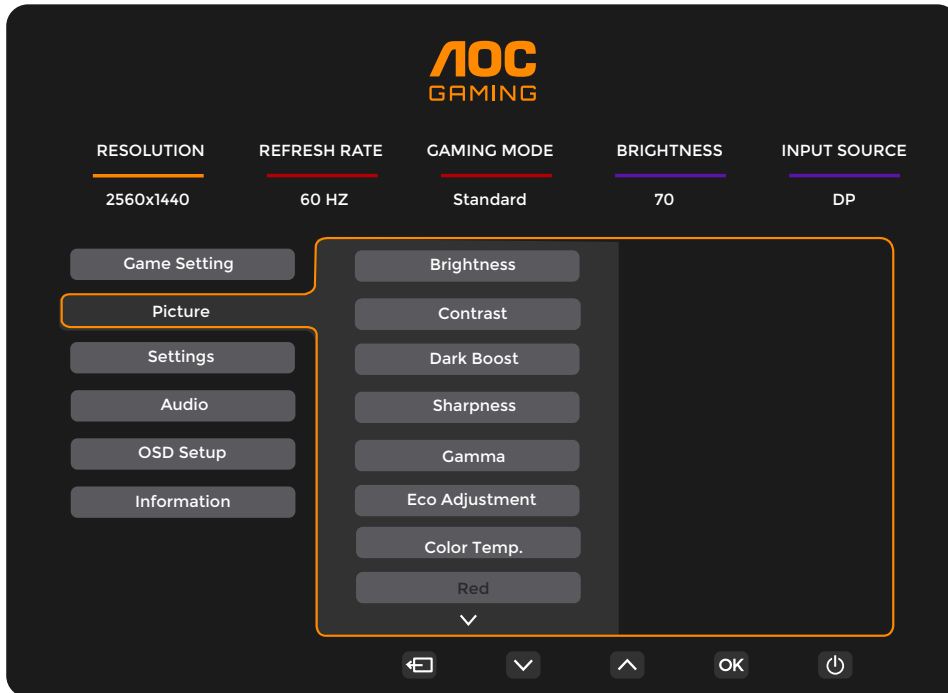 AOC
GAMING
RESOLUTION REFRESH RATE GAMING MODE BRIGHTNESS INPUT SOURCE
2560x1440 60 HZ Standard 70 DP
Game Setting
Picture
Settings
Audio
OSD Setup
Information
Brightness
Contrast
Dark Boost
Sharpness
Gamma
Eco Adjustment
Color Temp.
Red
OK